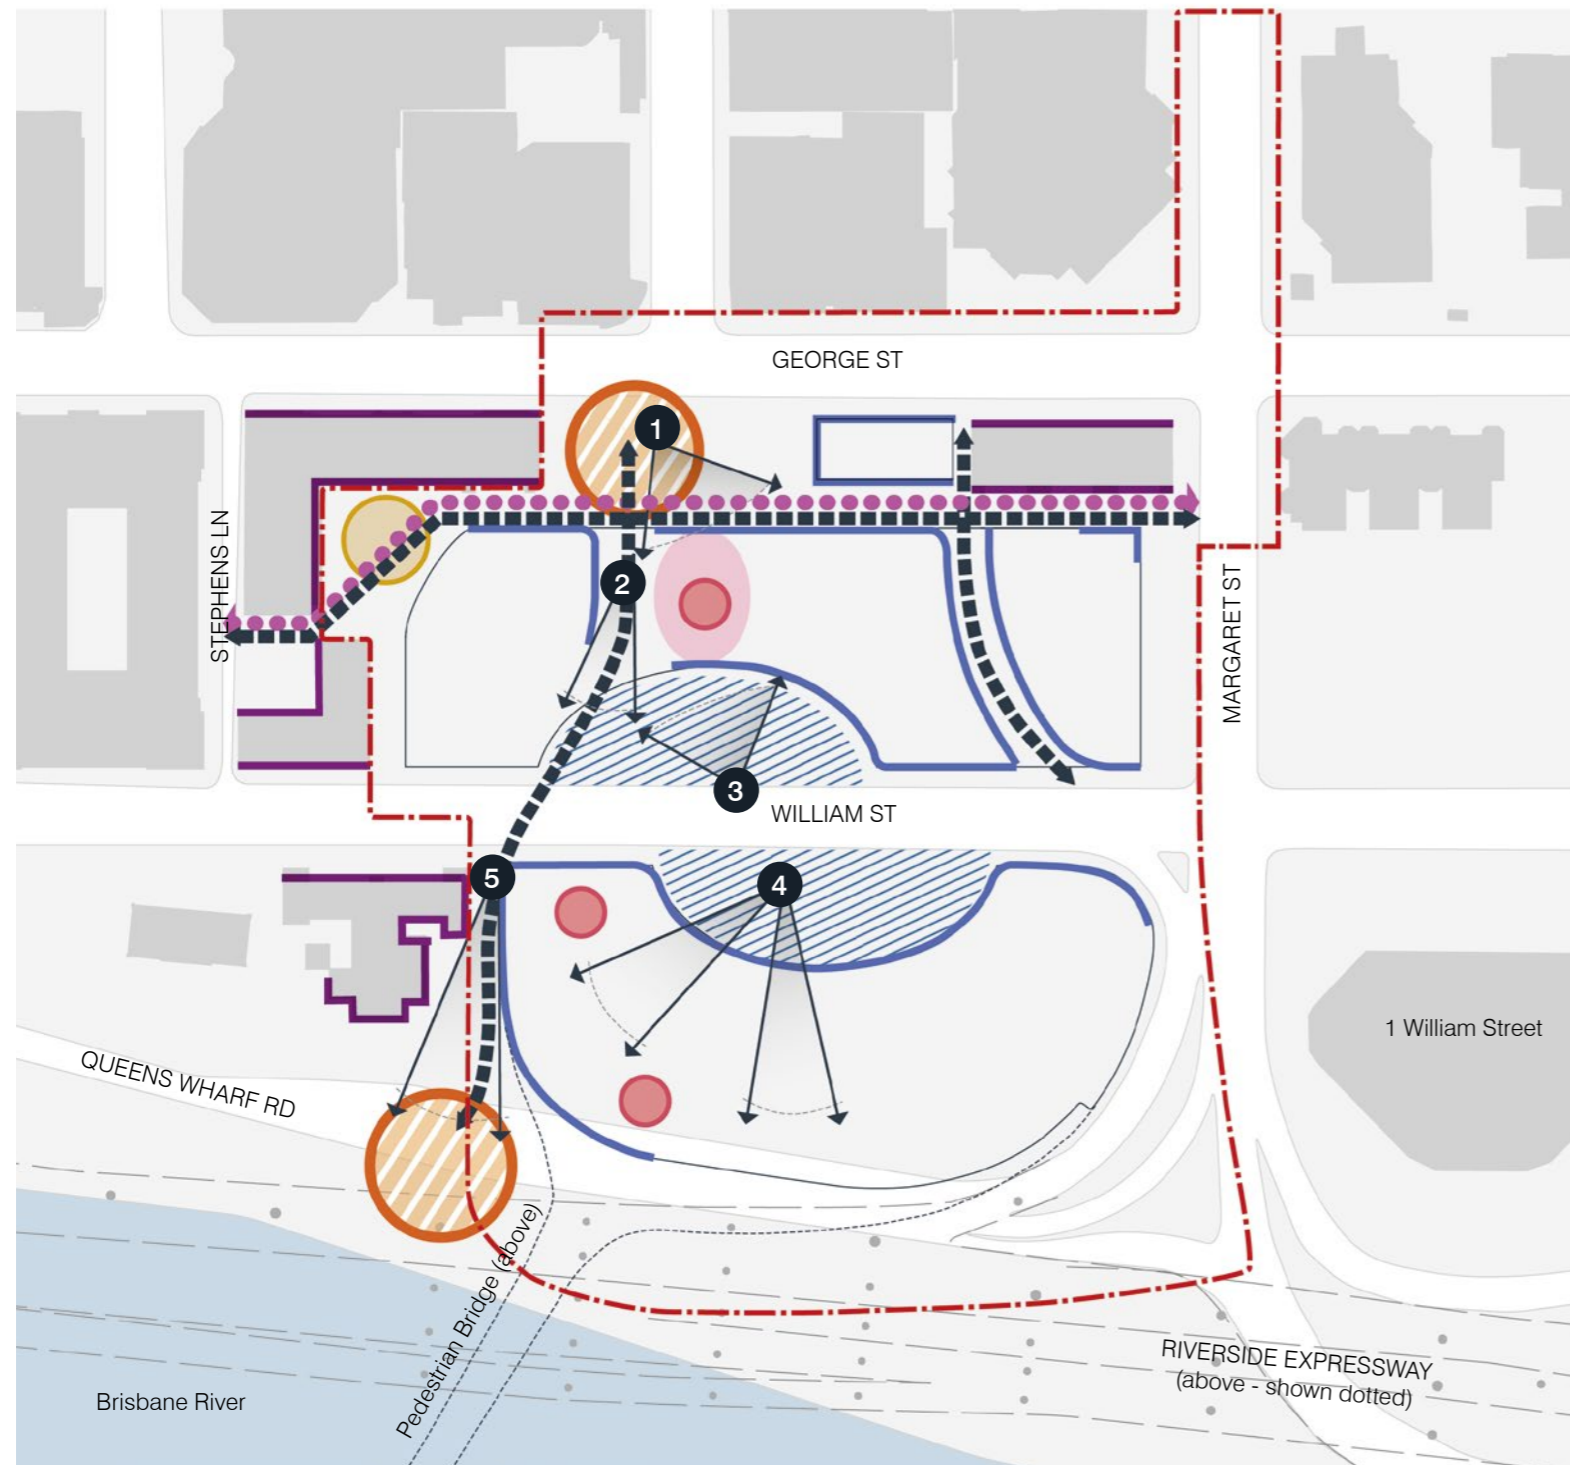 GEORGE ST
1
STEPHENS LN
2
MARGARET ST
3
WILLIAM ST
5
4
1 William Street
QUEENS WHARF RD
Pedestrian Bridge (above)
RIVERSIDE EXPRESSWAY
(above - shown dotted)
Brisbane River